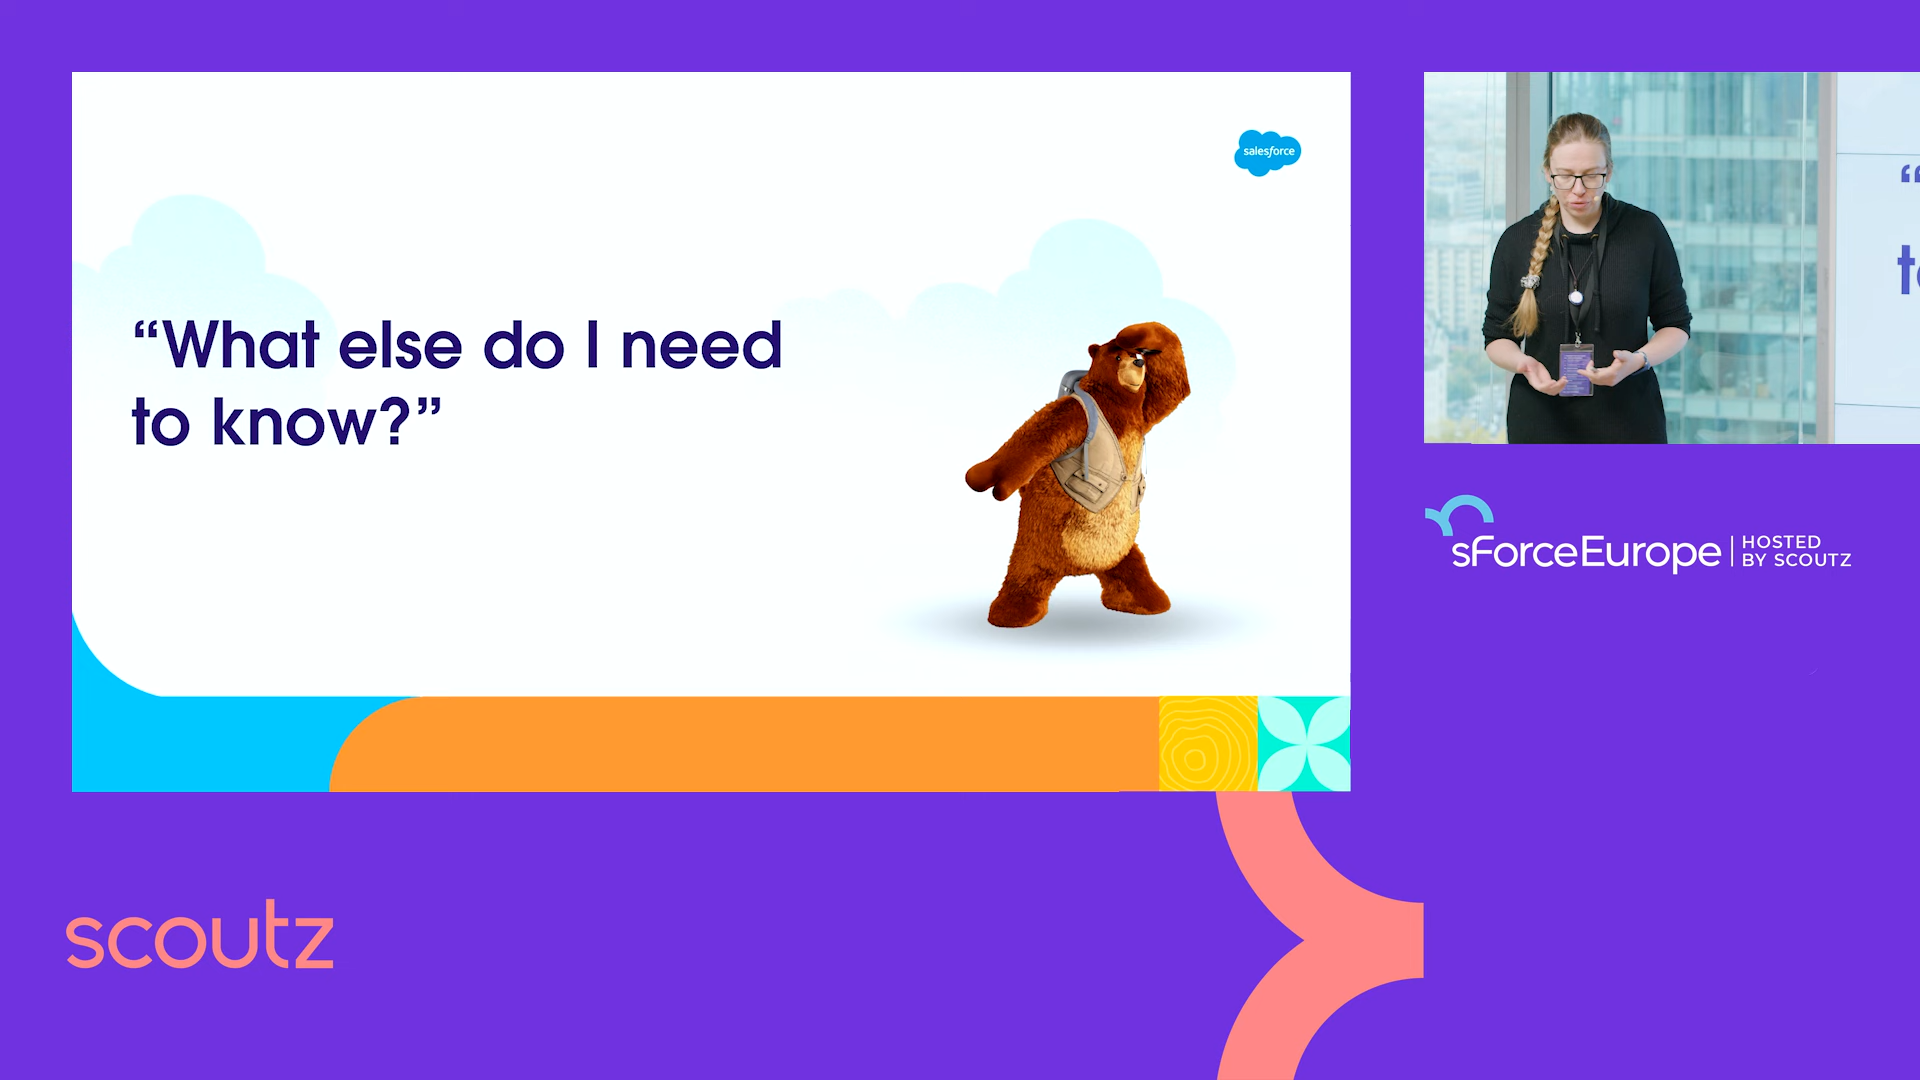 salesforce
“What else do I need
to know?”
sForceEurope
HOSTED
BY SCOUTZ
scoutz